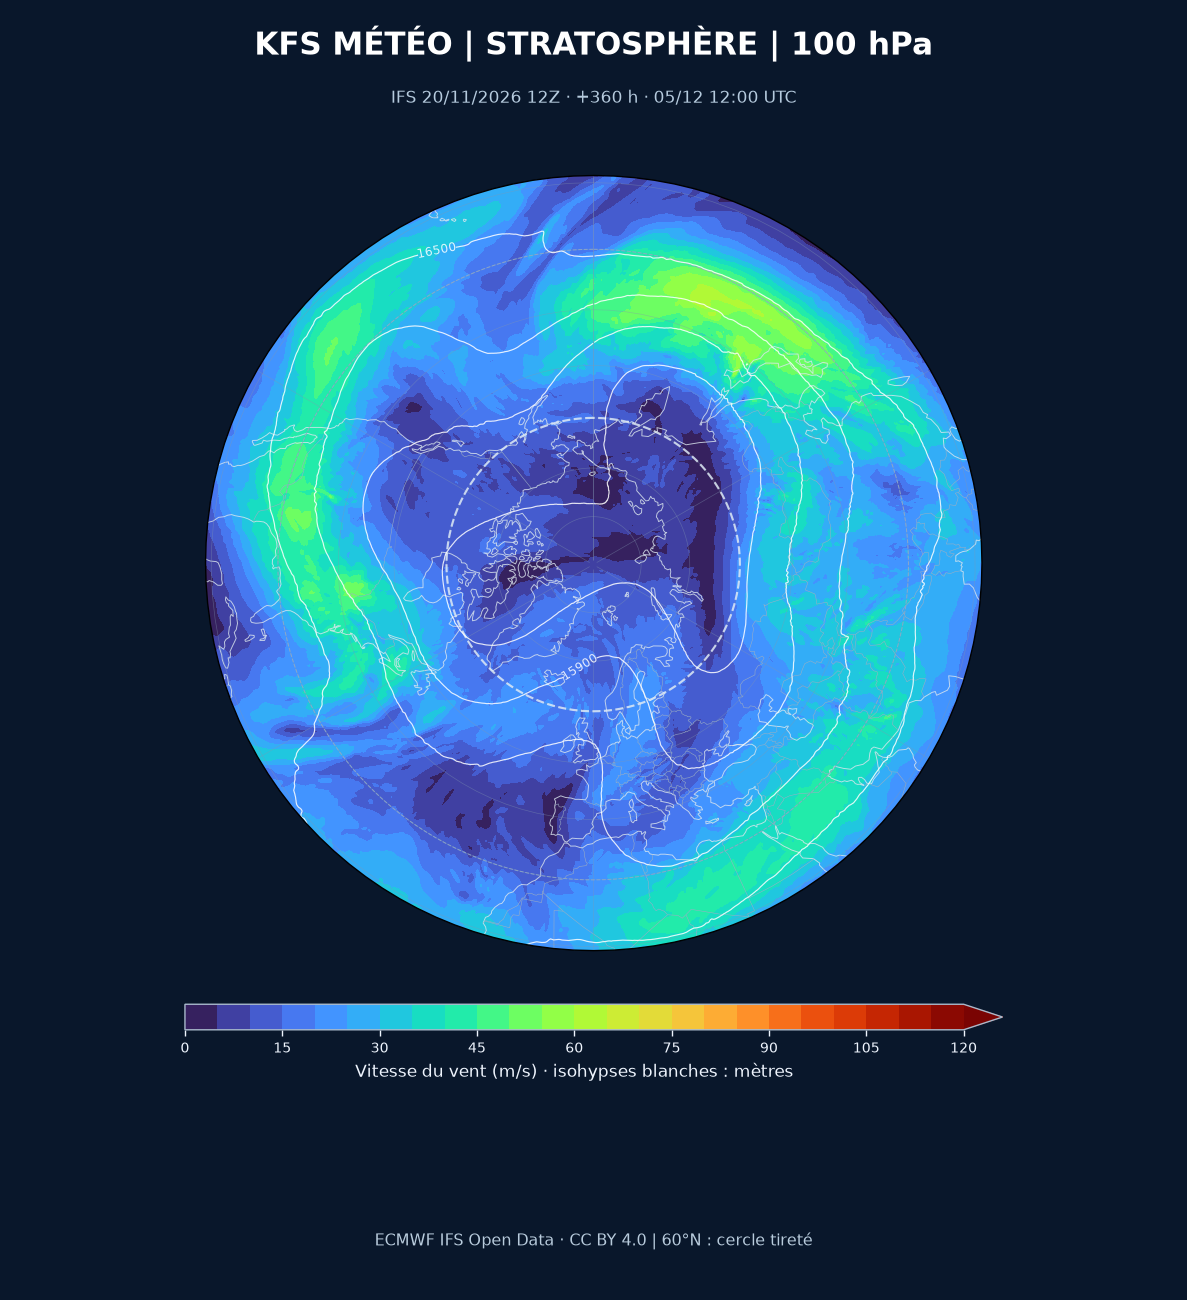 KFS MÉTÉO | STRATOSPHÈRE | 100 hPa
IFS 20/11/2026 12Z · +360 h · 05/12 12:00 UTC
16500
15900
0 15 30 45 60 75 90 105 120
Vitesse du vent (m/s) · isohypses blanches : mètres
ECMWF IFS Open Data · CC BY 4.0 | 60°N : cercle tireté